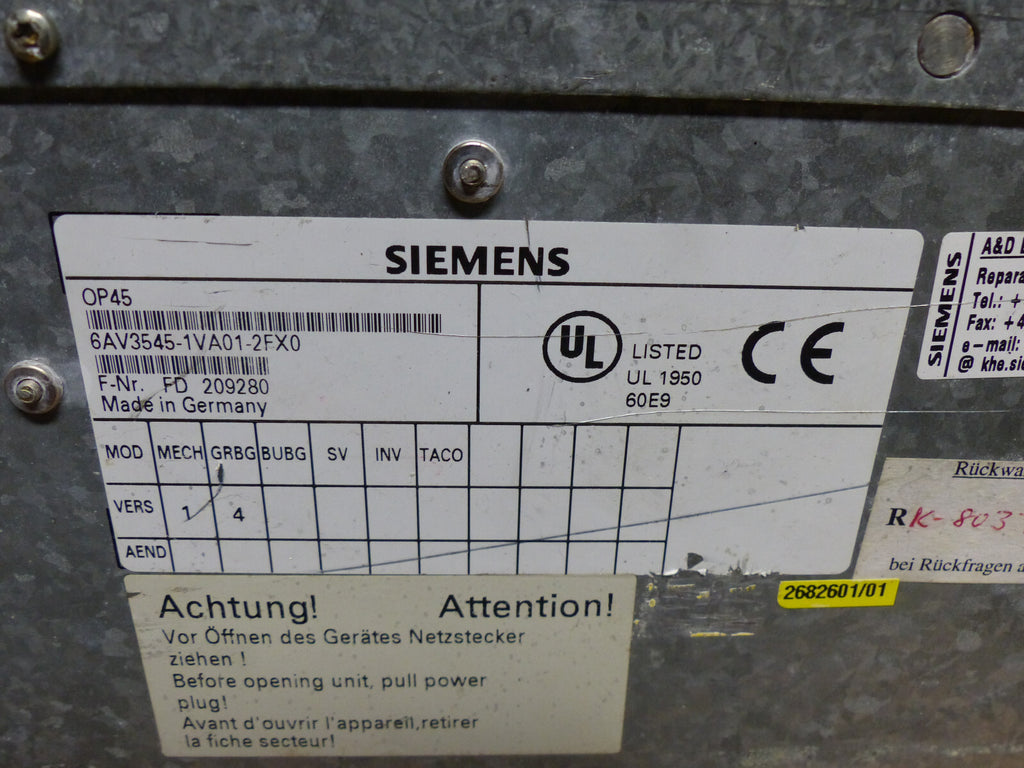 SIEMENS
OP45
6AV3545-1VA01-2FX0
F-Nr. FD 209280
Made in Germany
UL
LISTED
UL 1950
60E9
CE
MOD MECH GRBG BUBG SV INV TACO
VERS 1 4
AEND
Achtung! Attention!
Vor Öffnen des Gerätes Netzstecker
ziehen !
Before opening unit, pull power
plug!
Avant d'ouvrir l'appareil,retirer
la fiche secteur!
SIEMENS
A&D
Repara
Tel.: +
Fax: +4
e-mail:
@ khe.si
Rückwa
RK-803
bei Rückfragen a
2682601/01